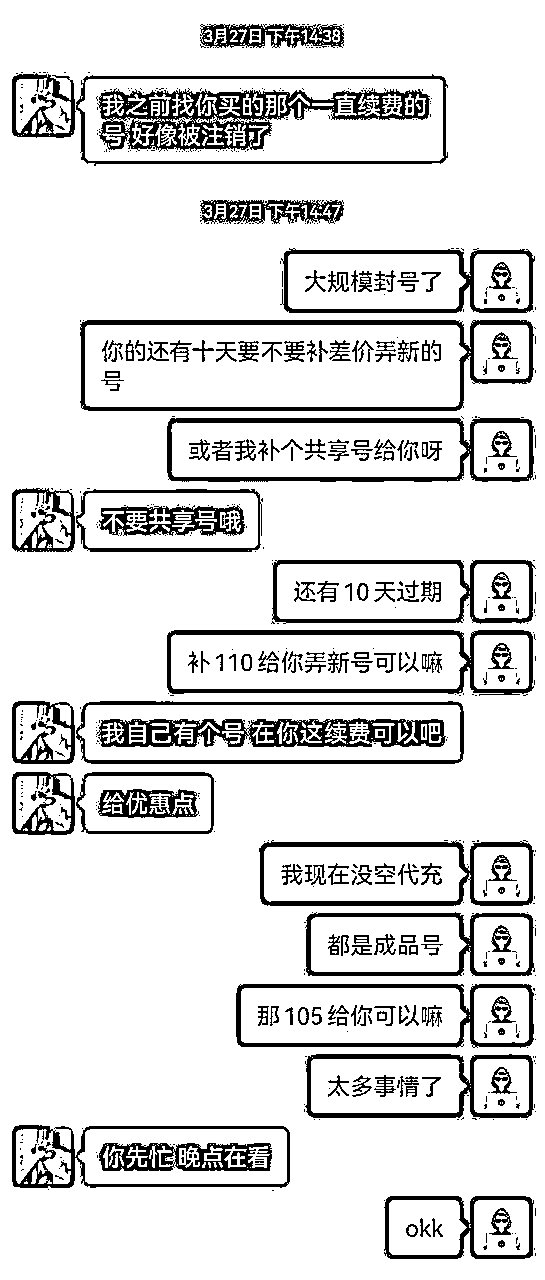 3月27日 下午14:38
我之前找你买的那个一直续费的
号 好像被注销了
3月27日 下午14:47
大规模封号了
你的还有十天要不要补差价弄新的
号
或者我补个共享号给你呀
不要共享号哦
还有 10 天过期
补 110 给你弄新号可以嘛
我自己有个号 在你这续费可以吧
给优惠点
我现在没空代充
都是成品号
那 105 给你可以嘛
太多事情了
你先忙 晚点在看
okk